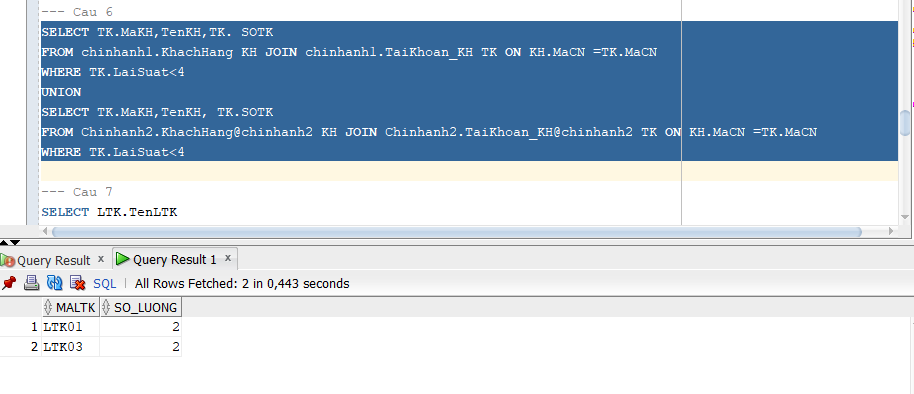 --- Cau 6
SELECT TK.MaKH,TenKH,TK. SOTK
FROM chinhanh1.KhachHang KH JOIN chinhanh1.TaiKhoan_KH TK ON KH.MaCN =TK.MaCN
WHERE TK.LaiSuat<4
UNION
SELECT TK.MaKH,TenKH, TK.SOTK
FROM Chinhanh2.KhachHang@chinhanh2 KH JOIN Chinhanh2.TaiKhoan_KH@chinhanh2 TK ON KH.MaCN =TK.MaCN
WHERE TK.LaiSuat<4
--- Cau 7
SELECT LTK.TenLTK
Query Result x Query Result 1 x
SQL | All Rows Fetched: 2 in 0,443 seconds
MALTK SO_LUONG
1 LTK01 2
2 LTK03 2